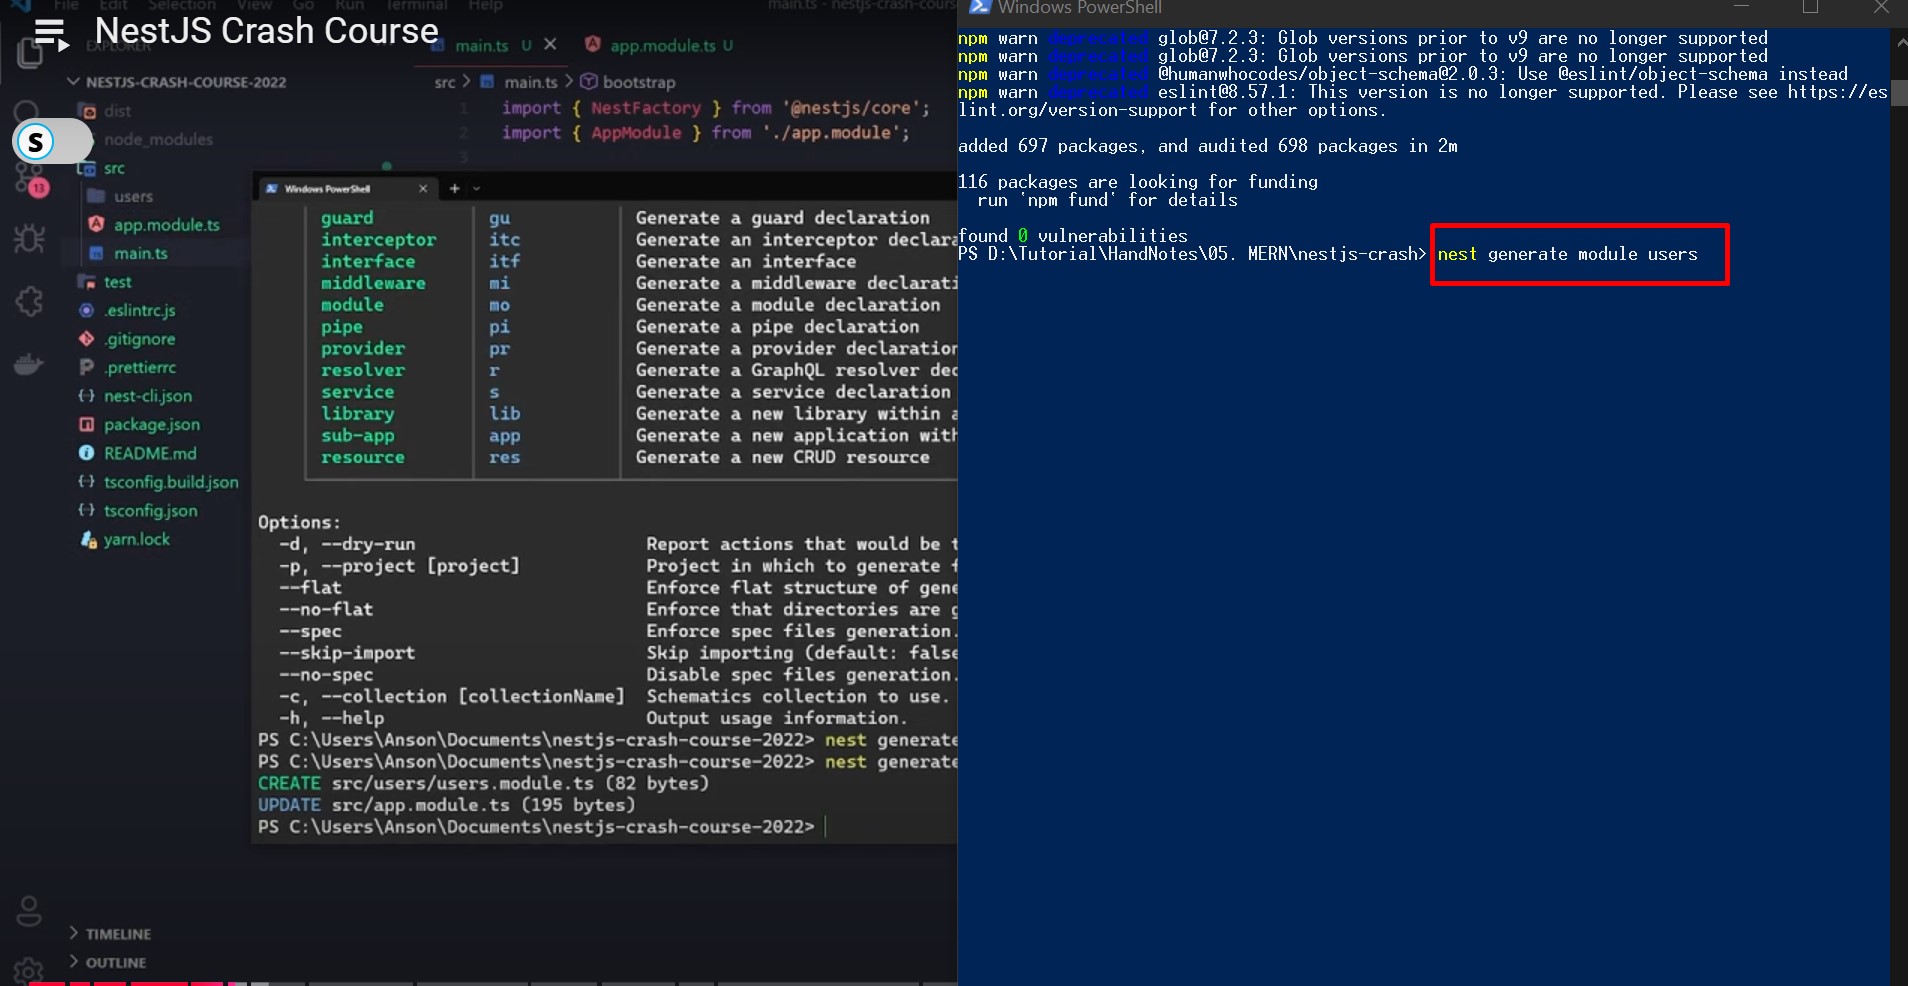 File Edit Selection View Go Run Terminal Help
main.ts - nestjs-crash-cours
NestJS Crash Course
EXPLORER
main.ts U
app.module.ts U
NESTJS-CRASH-COURSE-2022
dist
node_modules
src
users
app.module.ts
main.ts
test
.eslintrc.js
.gitignore
.prettierrc
nest-cli.json
package.json
README.md
tsconfig.build.json
tsconfig.json
yarn.lock
TIMELINE
OUTLINE
S
13
src > main.ts > bootstrap
1 import { NestFactory } from '@nestjs/core';
2 import { AppModule } from './app.module';
3
Windows PowerShell
guard gu Generate a guard declaration
interceptor itc Generate an interceptor declara
interface itf Generate an interface
middleware mi Generate a middleware declarati
module mo Generate a module declaration
pipe pi Generate a pipe declaration
provider pr Generate a provider declaration
resolver r Generate a GraphQL resolver dec
service s Generate a service declaration
library lib Generate a new library within a
sub-app app Generate a new application with
resource res Generate a new CRUD resource
Options:
-d, --dry-run Report actions that would be t
-p, --project [project] Project in which to generate f
--flat Enforce flat structure of gene
--no-flat Enforce that directories are g
--spec Enforce spec files generation.
--skip-import Skip importing (default: false
--no-spec Disable spec files generation.
-c, --collection [collectionName] Schematics collection to use.
-h, --help Output usage information.
PS C:\Users\Anson\Documents\nestjs-crash-course-2022> nest generate
PS C:\Users\Anson\Documents\nestjs-crash-course-2022> nest generate
CREATE src/users/users.module.ts (82 bytes)
UPDATE src/app.module.ts (195 bytes)
PS C:\Users\Anson\Documents\nestjs-crash-course-2022>
Windows PowerShell
npm warn deprecated glob@7.2.3: Glob versions prior to v9 are no longer supported
npm warn deprecated glob@7.2.3: Glob versions prior to v9 are no longer supported
npm warn deprecated @humanwhocodes/object-schema@2.0.3: Use @eslint/object-schema instead
npm warn deprecated eslint@8.57.1: This version is no longer supported. Please see https://es
lint.org/version-support for other options.
added 697 packages, and audited 698 packages in 2m
116 packages are looking for funding
run `npm fund` for details
found 0 vulnerabilities
PS D:\Tutorial\HandNotes\05. MERN\nestjs-crash> nest generate module users